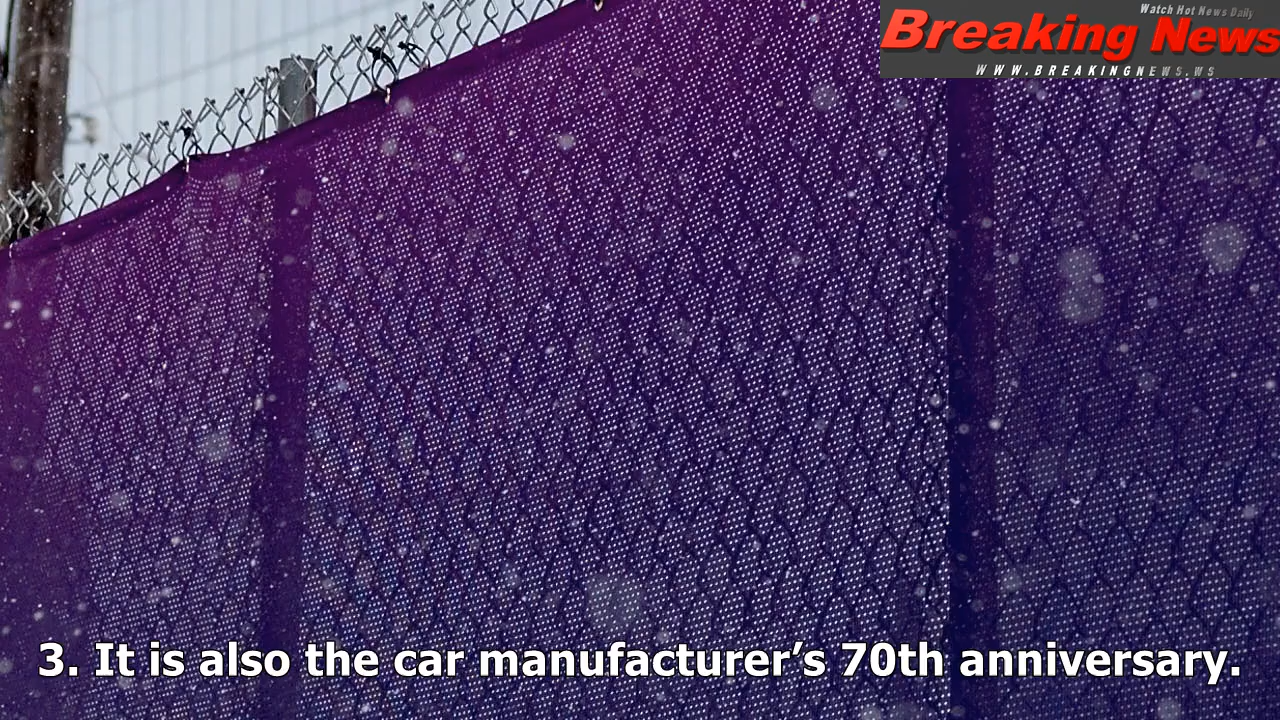 Watch Hot News Daily
Breaking News
WWW.BREAKINGNEWS.WS
3. It is also the car manufacturer’s 70th anniversary.